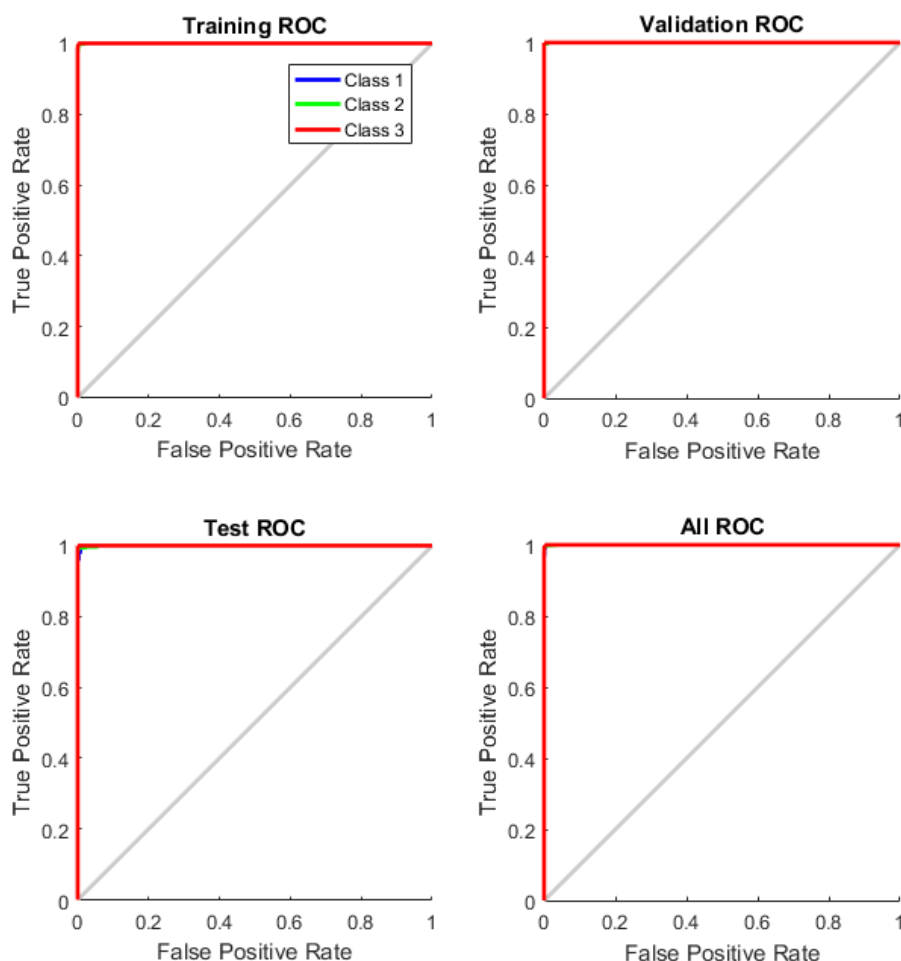 Training ROC
1
0.8
0.6
0.4
0.2
0
True Positive Rate
Class 1
Class 2
Class 3
0 0.2 0.4 0.6 0.8 1
False Positive Rate
Validation ROC
1
0.8
0.6
0.4
0.2
0
True Positive Rate
0 0.2 0.4 0.6 0.8 1
False Positive Rate
Test ROC
1
0.8
0.6
0.4
0.2
0
True Positive Rate
0 0.2 0.4 0.6 0.8 1
False Positive Rate
All ROC
1
0.8
0.6
0.4
0.2
0
True Positive Rate
0 0.2 0.4 0.6 0.8 1
False Positive Rate